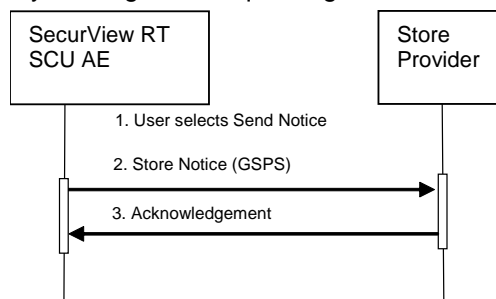 SecurView RT
SCU AE
Store
Provider
1. User selects Send Notice
2. Store Notice (GSPS)
3. Acknowledgement